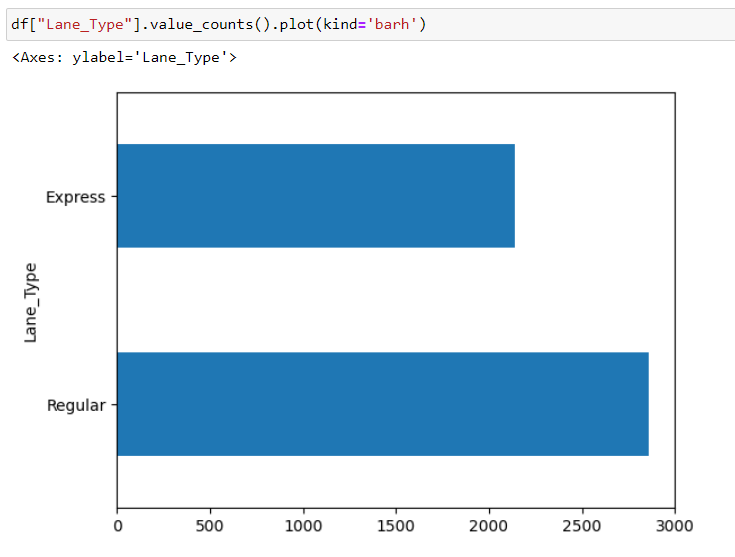 df["Lane_Type"].value_counts().plot(kind='barh')
<Axes: ylabel='Lane_Type'>
Express
Lane_Type
Regular
0 500 1000 1500 2000 2500 3000